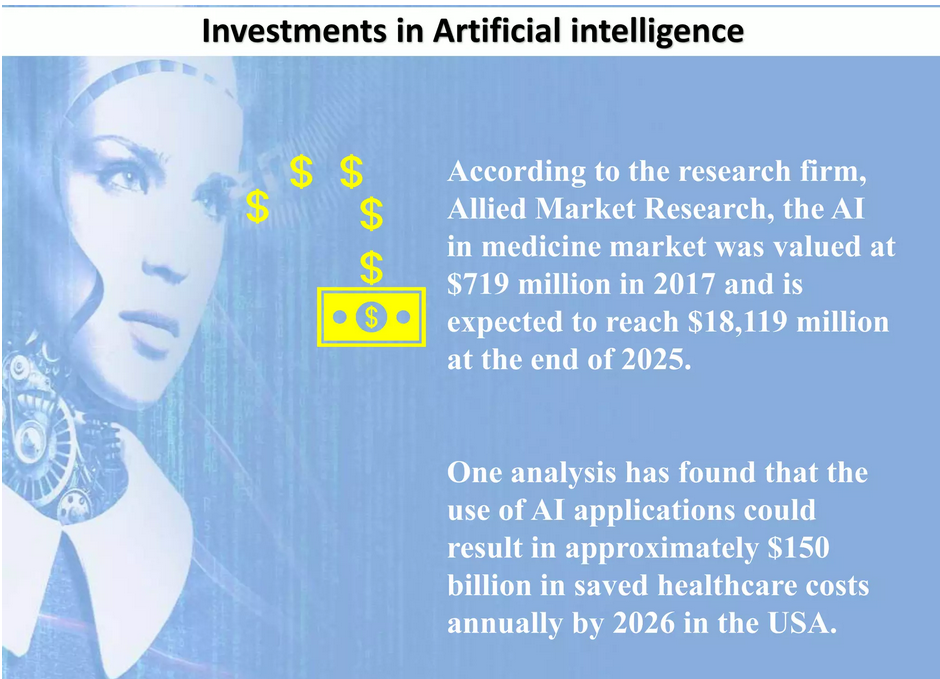 Investments in Artificial intelligence
$ $
$
$
$
$
According to the research firm,
Allied Market Research, the AI
in medicine market was valued at
$719 million in 2017 and is
expected to reach $18,119 million
at the end of 2025.
One analysis has found that the
use of AI applications could
result in approximately $150
billion in saved healthcare costs
annually by 2026 in the USA.